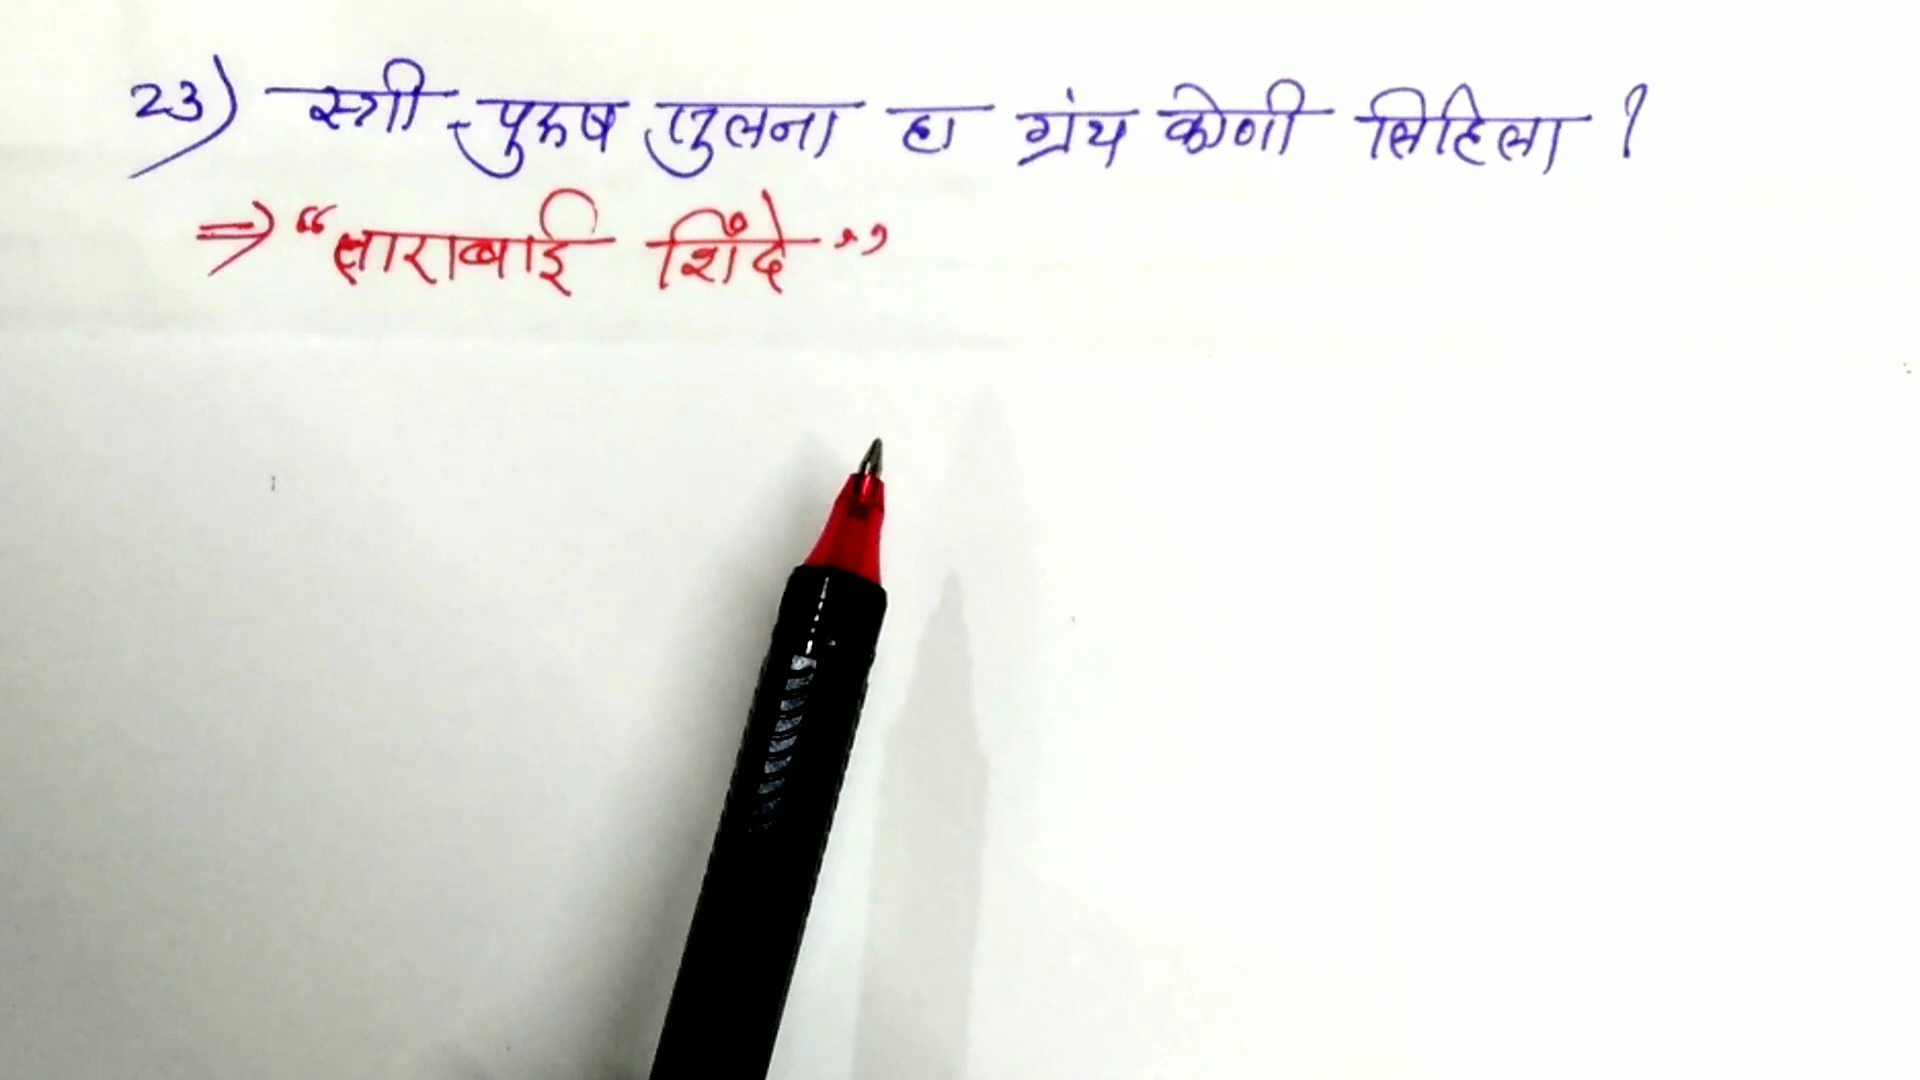 23) स्त्री-पुरुष तुलना हा ग्रंथ कोणी लिहिला ?
⇒ “ताराबाई शिंदे”